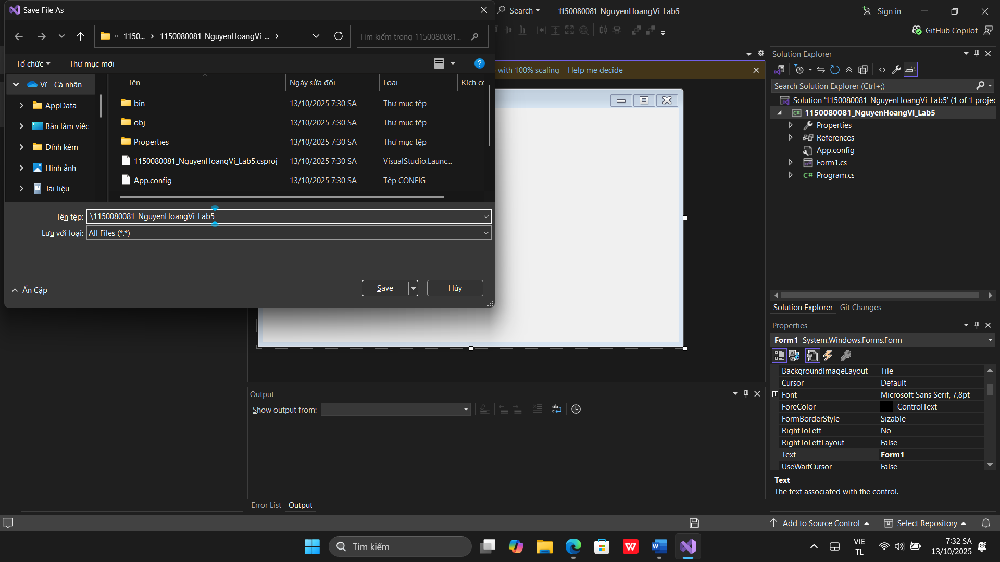 Save File As
Search
1150080081_NguyenHoangVi_Lab5
Sign in
« 1150... › 1150080081_NguyenHoangVi_... ›
Tìm kiếm trong 1150080081...
GitHub Copilot
Tổ chức
Thư mục mới
with 100% scaling
Help me decide
Vĩ - Cá nhân
AppData
Bàn làm việc
Đính kèm
Hình ảnh
Tài liệu
Tên
Ngày sửa đổi
Loại
Kích cỡ
bin 13/10/2025 7:30 SA Thư mục tệp
obj 13/10/2025 7:30 SA Thư mục tệp
Properties 13/10/2025 7:30 SA Thư mục tệp
1150080081_NguyenHoangVi_Lab5.csproj 13/10/2025 7:30 SA VisualStudio.Launc...
App.config 13/10/2025 7:30 SA Tệp CONFIG
Tên tệp: \1150080081_NguyenHoangVi_Lab5
Lưu với loại: All Files (*.*)
Ẩn Cặp
Save
Hủy
Solution Explorer
Search Solution Explorer (Ctrl+;)
Solution '1150080081_NguyenHoangVi_Lab5' (1 of 1 projec
1150080081_NguyenHoangVi_Lab5
Properties
References
App.config
Form1.cs
Program.cs
Solution Explorer
Git Changes
Properties
Form1 System.Windows.Forms.Form
BackgroundImageLayout Tile
Cursor Default
Font Microsoft Sans Serif, 7,8pt
ForeColor ControlText
FormBorderStyle Sizable
RightToLeft No
RightToLeftLayout False
Text Form1
UseWaitCursor False
Text
The text associated with the control.
Output
Show output from:
Error List
Output
Add to Source Control
Select Repository
Tìm kiếm
VIE
TL
7:32 SA
13/10/2025